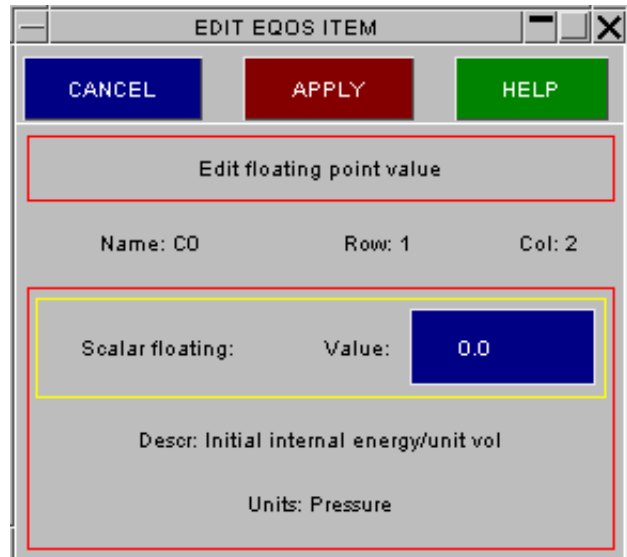 EDIT EQOS ITEM
CANCEL APPLY HELP
Edit floating point value
Name: C0 Row: 1 Col: 2
Scalar floating: Value: 0.0
Descr: Initial internal energy/unit vol
Units: Pressure